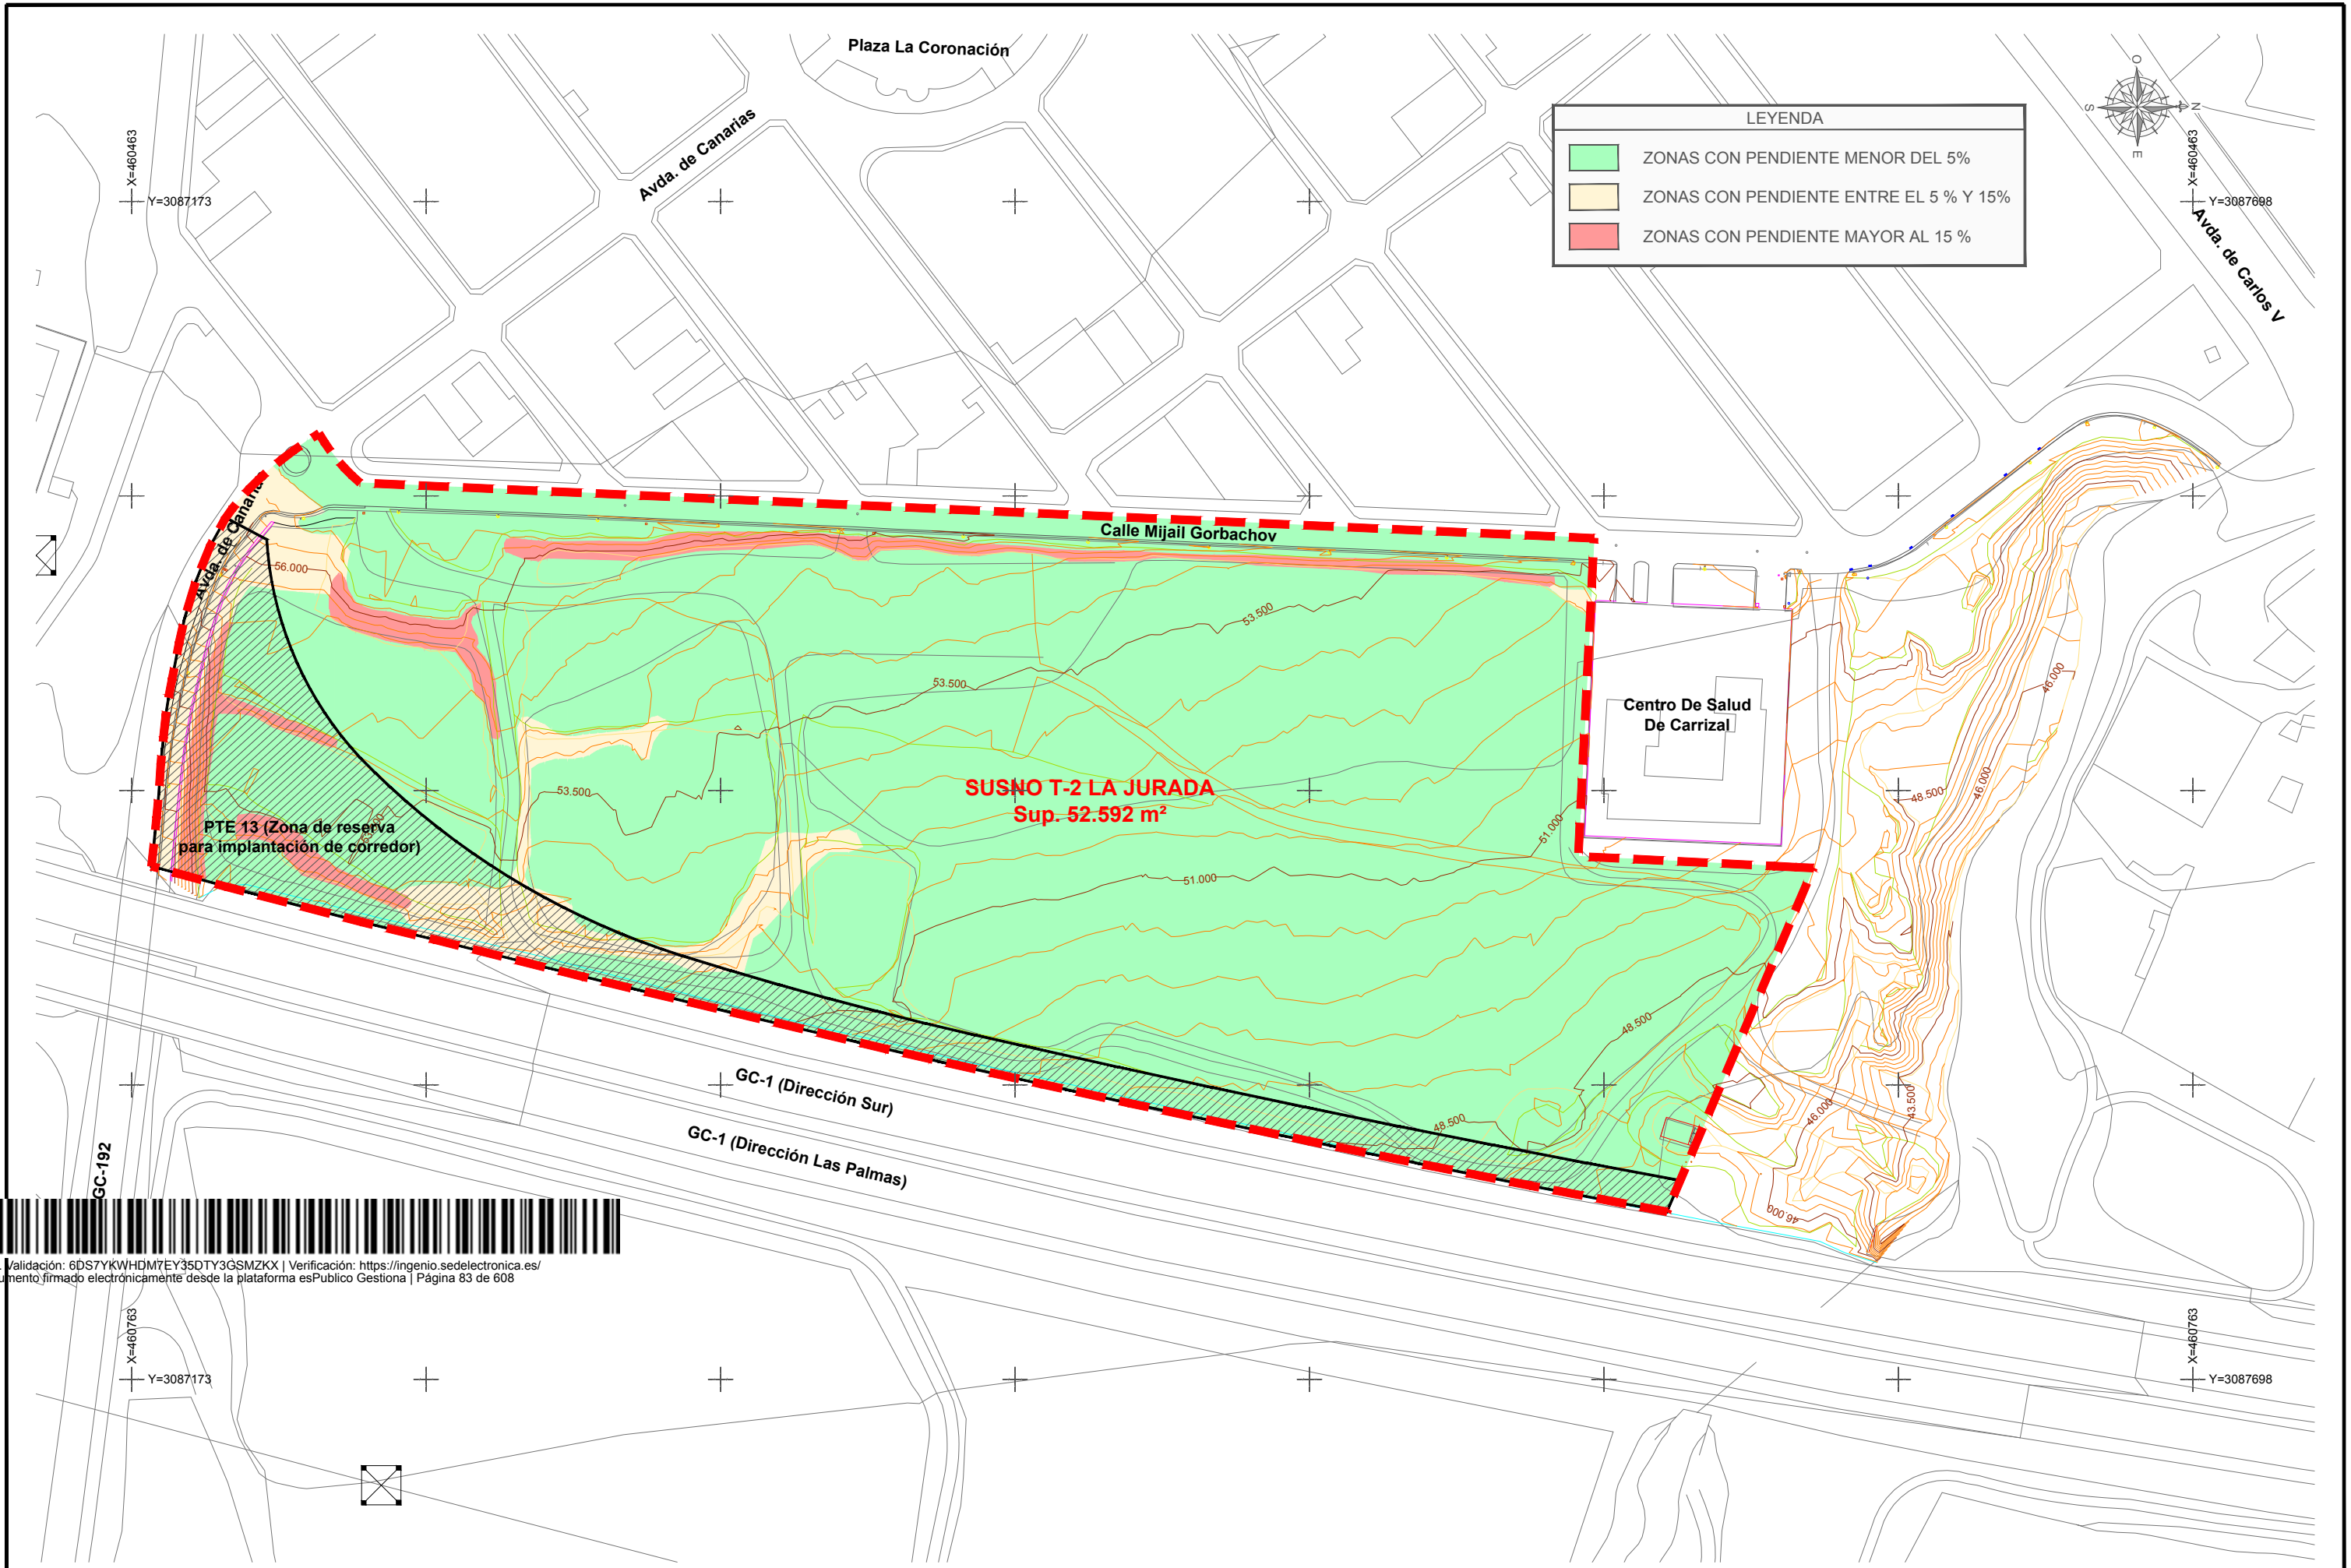 Plaza La Coronación
Avda. de Canarias
LEYENDA
ZONAS CON PENDIENTE MENOR DEL 5%
ZONAS CON PENDIENTE ENTRE EL 5 % Y 15%
ZONAS CON PENDIENTE MAYOR AL 15 %
O
S
N
E
X=460463
Y=3087173
X=460463
Y=3087698
Avda. de Carlos V
Calle Mijail Gorbachov
Avda. de
56.000
53.500
53.500
53.500
Centro De Salud
De Carrizal
46.000
SUSNO T-2 LA JURADA
Sup. 52.592 m²
48.500
46.000
PTE 13 (Zona de reserva
para implantación de corredor)
51.000
51.000
48.500
48.500
46.000
43.500
46.000
GC-1 (Dirección Sur)
GC-1 (Dirección Las Palmas)
GC-192
Validación: 6DS7YKWHDM7EY35DTY3GSMZKX | Verificación: https://ingenio.sedelectronica.es/
umento firmado electrónicamente desde la plataforma esPublico Gestiona | Página 83 de 608
X=460763
Y=3087173
X=460763
Y=3087698